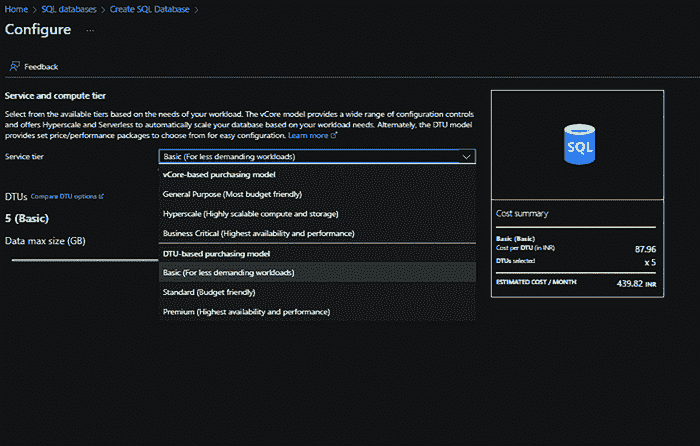 Home > SQL databases > Create SQL Database >
Configure ...
Feedback
Service and compute tier
Select from the available tiers based on the needs of your workload. The vCore model provides a wide range of configuration controls
and offers Hyperscale and Serverless to automatically scale your database based on your workload needs. Alternately, the DTU model
provides set price/performance packages to choose from for easy configuration. Learn more
Service tier
Basic (For less demanding workloads)
vCore-based purchasing model
General Purpose (Most budget friendly)
Hyperscale (Highly scalable compute and storage)
Business Critical (Highest availability and performance)
DTU-based purchasing model
Basic (For less demanding workloads)
Standard (Budget friendly)
Premium (Highest availability and performance)
DTUs Compare DTU options
5 (Basic)
Data max size (GB)
SQL
Cost summary
Basic (Basic)
Cost per DTU (in INR) 87.96
DTUs selected x 5
ESTIMATED COST / MONTH 439.82 INR